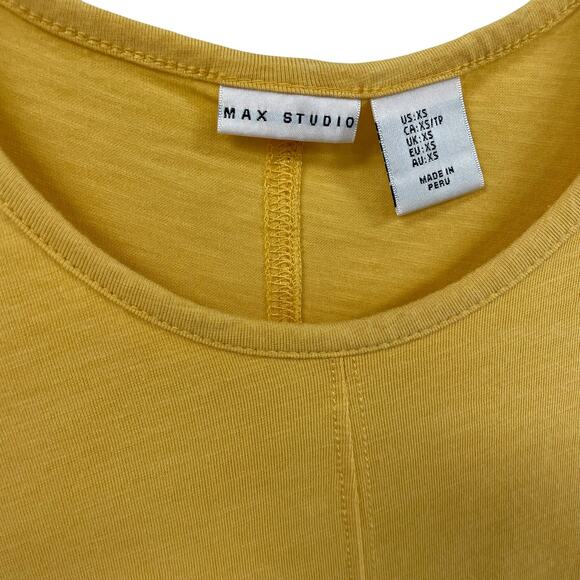 MAX STUDIO
US:XS
CA:XS/TP
UK:XS
EU:XS
AU:XS
MADE IN
PERU